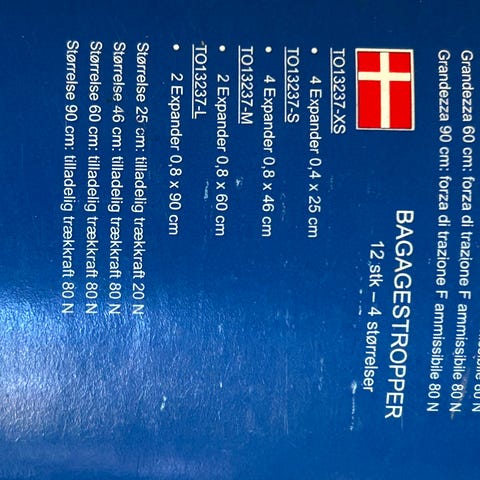 Grandezza 60 cm: forza di trazione F ammissibile 80 N
Grandezza 90 cm: forza di trazione F ammissibile 80 N
BAGAGESTROPPER
12 stk – 4 størrelser
TO13237-XS
• 4 Expander 0,4 x 25 cm
TO13237-S
• 4 Expander 0,8 x 46 cm
TO13237-M
• 2 Expander 0,8 x 60 cm
TO13237-L
• 2 Expander 0,8 x 90 cm
Størrelse 25 cm: tilladelig trækkraft 20 N
Størrelse 46 cm: tilladelig trækkraft 80 N
Størrelse 60 cm: tilladelig trækkraft 80 N
Størrelse 90 cm: tilladelig trækkraft 80 N